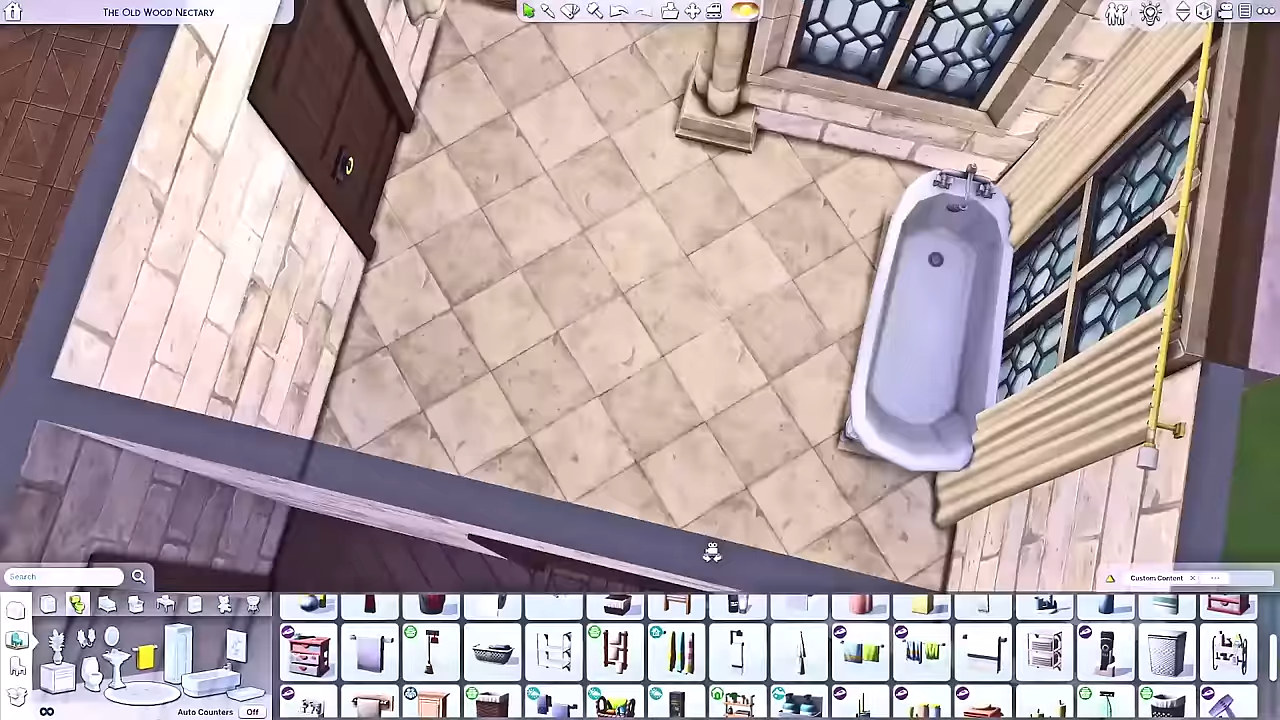 THE OLD WOOD NECTARY
Search
Custom Content
Auto Counters Off